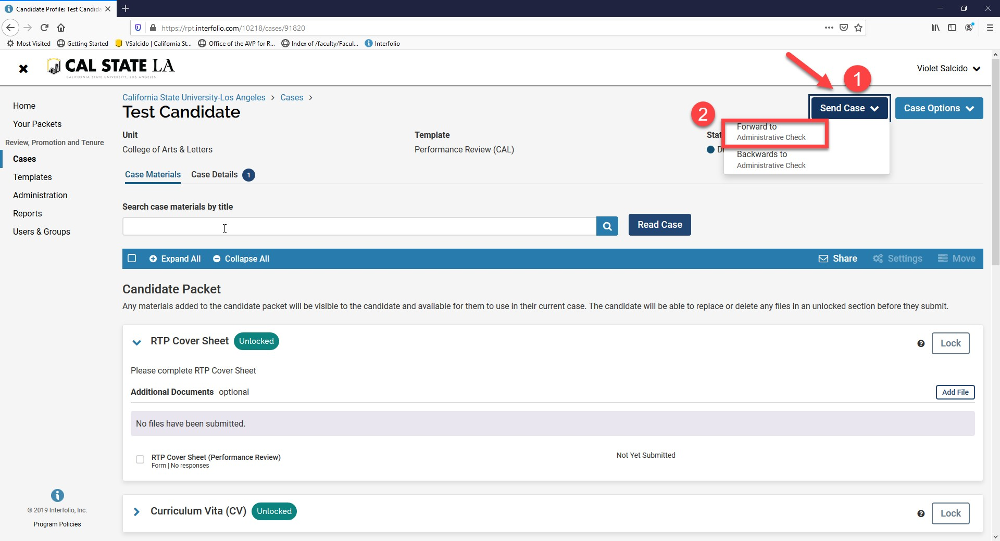 Candidate Profile: Test Candida
https://rpt.interfolio.com/10218/cases/91820
Most Visited
Getting Started
VSalcido | California St...
Office of the AVP for R...
Index of /faculty/Facul...
Interfolio
CAL STATE LA
CALIFORNIA STATE UNIVERSITY, LOS ANGELES
Violet Salcido
Home
Your Packets
Review, Promotion and Tenure
Cases
Templates
Administration
Reports
Users & Groups
© 2019 Interfolio, Inc.
Program Policies
California State University-Los Angeles > Cases >
Test Candidate
1
2
Send Case
Case Options
Forward to
Administrative Check
Backwards to
Administrative Check
Unit
College of Arts & Letters
Template
Performance Review (CAL)
Stat
Case Materials
Case Details 1
Search case materials by title
Read Case
Expand All
Collapse All
Share
Settings
Move
Candidate Packet
Any materials added to the candidate packet will be visible to the candidate and available for them to use in their current case. The candidate will be able to replace or delete any files in an unlocked section before they submit.
RTP Cover Sheet Unlocked
Lock
Please complete RTP Cover Sheet
Additional Documents optional
Add File
No files have been submitted.
RTP Cover Sheet (Performance Review)
Form | No responses
Not Yet Submitted
Curriculum Vita (CV) Unlocked
Lock